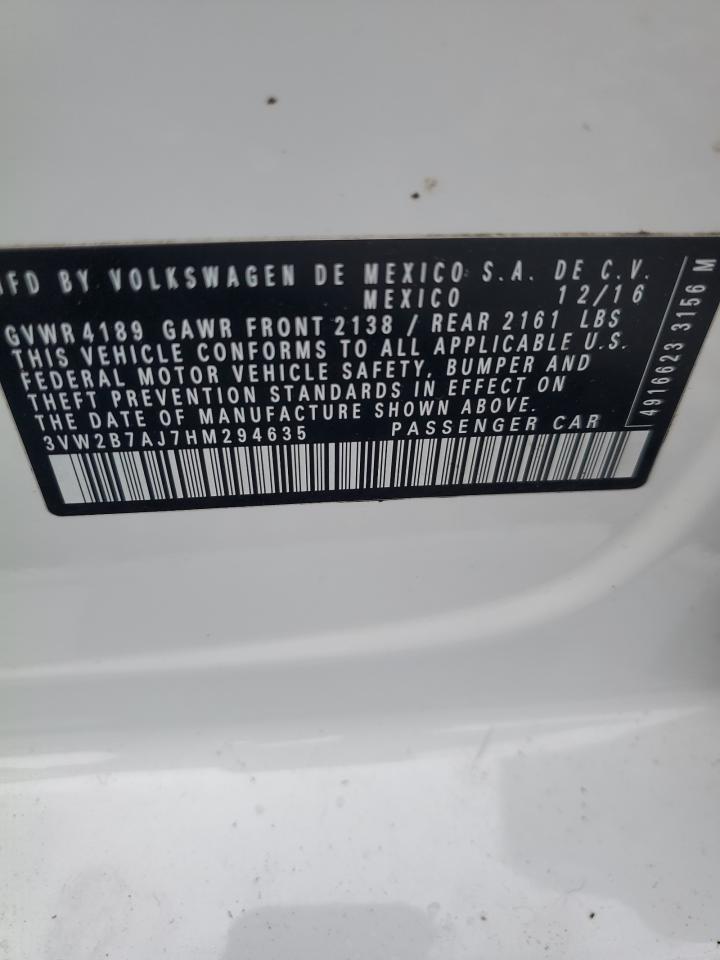 MFD BY VOLKSWAGEN DE MEXICO S.A. DE C.V.
MEXICO 12/16
GVWR 4189 GAWR FRONT 2138 / REAR 2161 LBS
THIS VEHICLE CONFORMS TO ALL APPLICABLE U.S.
FEDERAL MOTOR VEHICLE SAFETY, BUMPER AND
THEFT PREVENTION STANDARDS IN EFFECT ON
THE DATE OF MANUFACTURE SHOWN ABOVE.
3VW2B7AJ7HM294635 PASSENGER CAR
4916623 3156 M